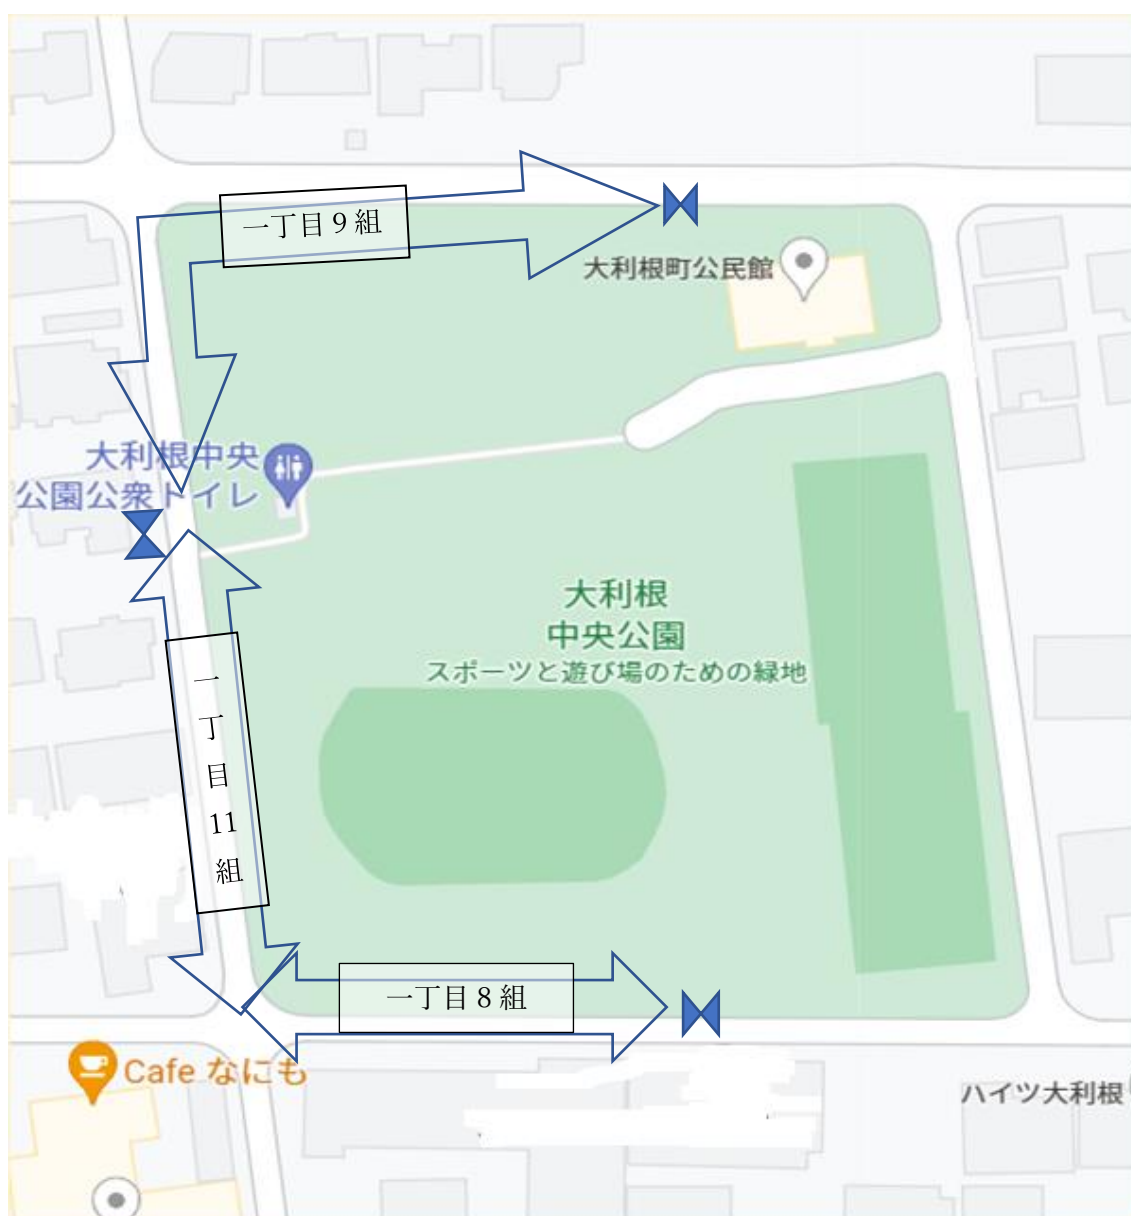 一丁目９組
大利根町公民館
大利根中央
公園公衆トイレ
大利根
中央公園
スポーツと遊び場のための緑地
一
丁
目
11
組
一丁目８組
Cafe なにも
ハイツ大利根